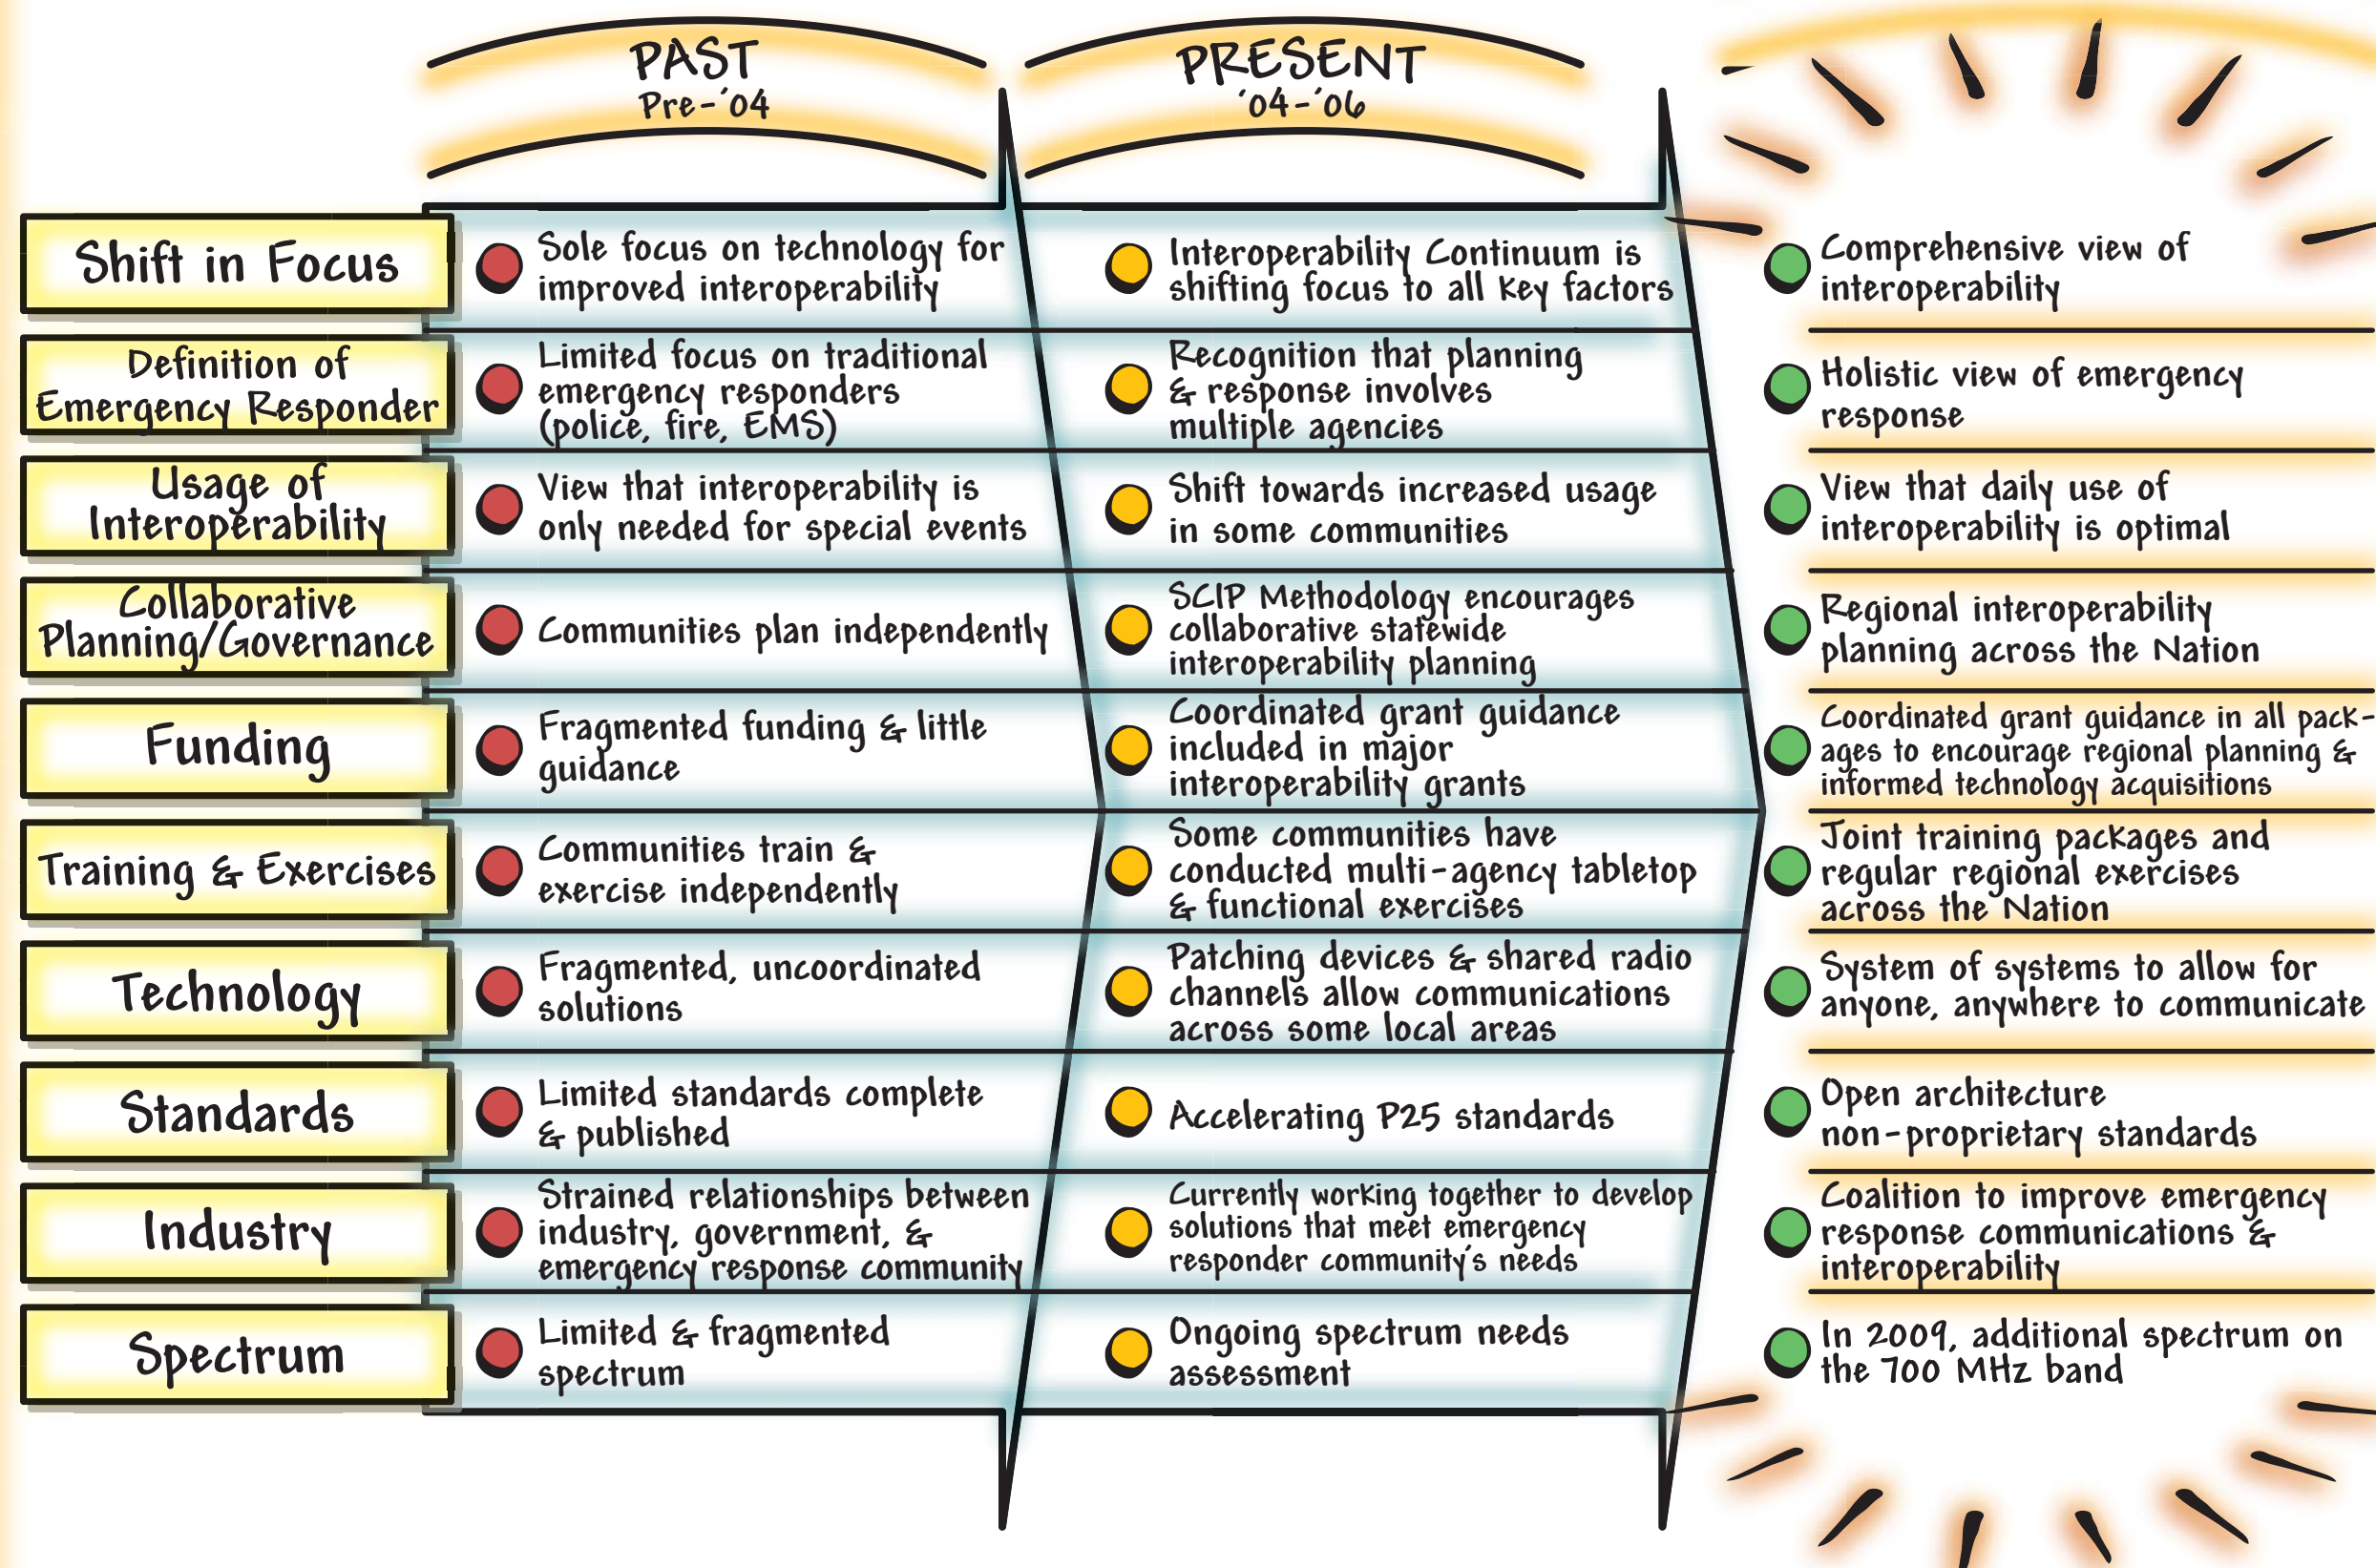 PAST
Pre-'04
PRESENT
'04-'06
Shift in Focus
Sole focus on technology for
improved interoperability
Interoperability Continuum is
shifting focus to all key factors
Comprehensive view of
interoperability
Definition of
Emergency Responder
Limited focus on traditional
emergency responders
(police, fire, EMS)
Recognition that planning
& response involves
multiple agencies
Holistic view of emergency
response
Usage of
Interoperability
View that interoperability is
only needed for special events
Shift towards increased usage
in some communities
View that daily use of
interoperability is optimal
Collaborative
Planning/Governance
Communities plan independently
SCIP Methodology encourages
collaborative statewide
interoperability planning
Regional interoperability
planning across the Nation
Funding
Fragmented funding & little
guidance
Coordinated grant guidance
included in major
interoperability grants
Coordinated grant guidance in all pack-
ages to encourage regional planning &
informed technology acquisitions
Training & Exercises
Communities train &
exercise independently
Some communities have
conducted multi-agency tabletop
& functional exercises
Joint training packages and
regular regional exercises
across the Nation
Technology
Fragmented, uncoordinated
solutions
Patching devices & shared radio
channels allow communications
across some local areas
System of systems to allow for
anyone, anywhere to communicate
Standards
Limited standards complete
& published
Accelerating P25 standards
Open architecture
non-proprietary standards
Industry
Strained relationships between
industry, government, &
emergency response community
Currently working together to develop
solutions that meet emergency
responder community's needs
Coalition to improve emergency
response communications &
interoperability
Spectrum
Limited & fragmented
spectrum
Ongoing spectrum needs
assessment
In 2009, additional spectrum on
the 700 MHz band